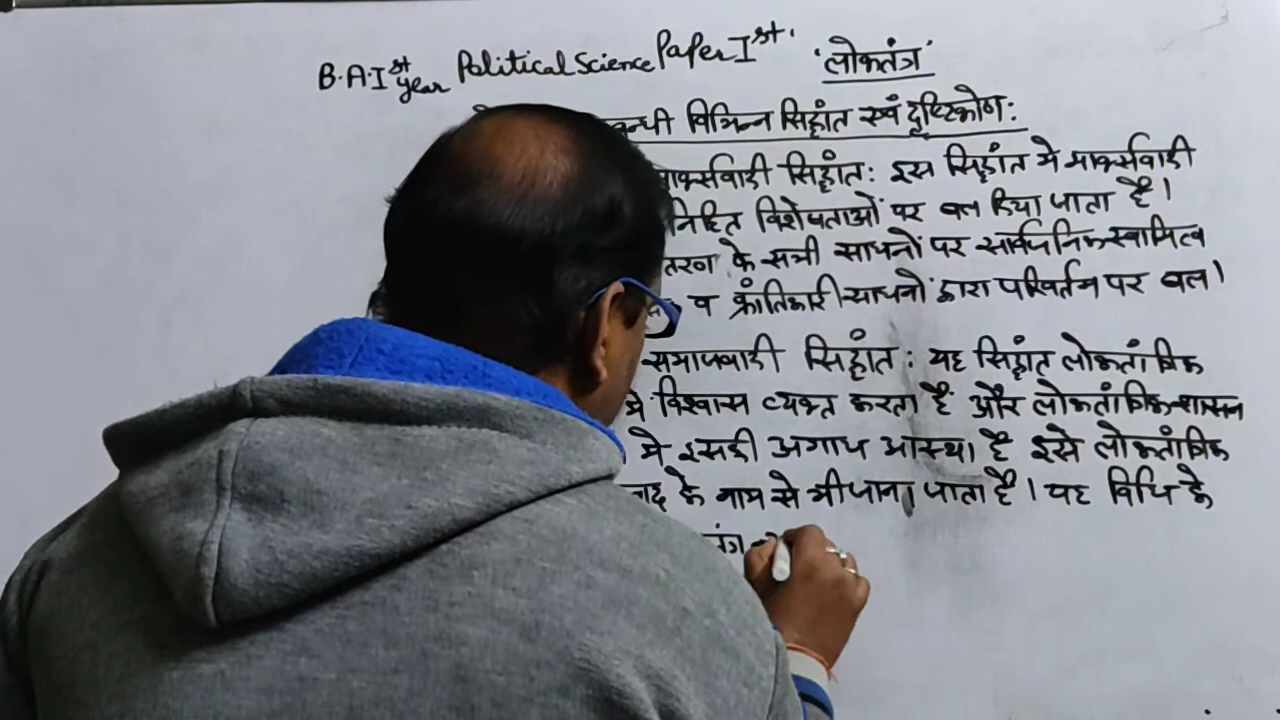 B.A. Ist year Political Science Paper Ist. 'लोकतंत्र'
विभिन्न सिद्धांत एवं दृष्टिकोण:
सिद्धांत: इस सिद्धांत में मार्क्सवादी
निहित विशेषताओं पर बल दिया जाता है।
के सभी साधनों पर सार्वजनिक स्वामित्व
व क्रांतिकारी साधनों द्वारा परिवर्तन पर बल।
समाजवादी सिद्धांत: यह सिद्धांत लोकतांत्रिक
विश्वास व्यक्त करता है और लोकतांत्रिक शासन
में इसकी अगाध आस्था है इसे लोकतांत्रिक
के नाम से भी जाना जाता है। यह विधि के